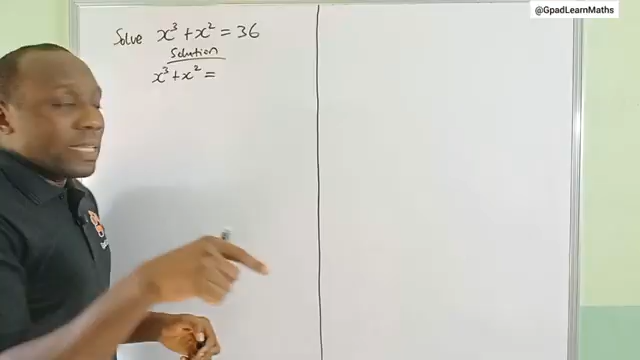 @GpadLearnMaths
Solve x³ + x² = 36
Solution
x³ + x² =